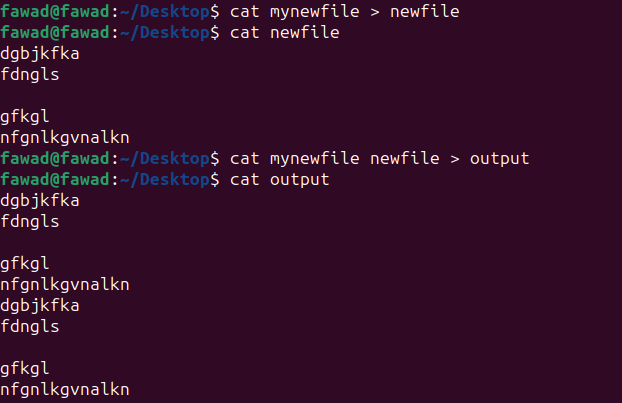 fawad@fawad:~/Desktop$ cat mynewfile > newfile
fawad@fawad:~/Desktop$ cat newfile
dgbjkfka
fdngls

gfkgl
nfgnlkgvnalkn
fawad@fawad:~/Desktop$ cat mynewfile newfile > output
fawad@fawad:~/Desktop$ cat output
dgbjkfka
fdngls

gfkgl
nfgnlkgvnalkn
dgbjkfka
fdngls

gfkgl
nfgnlkgvnalkn